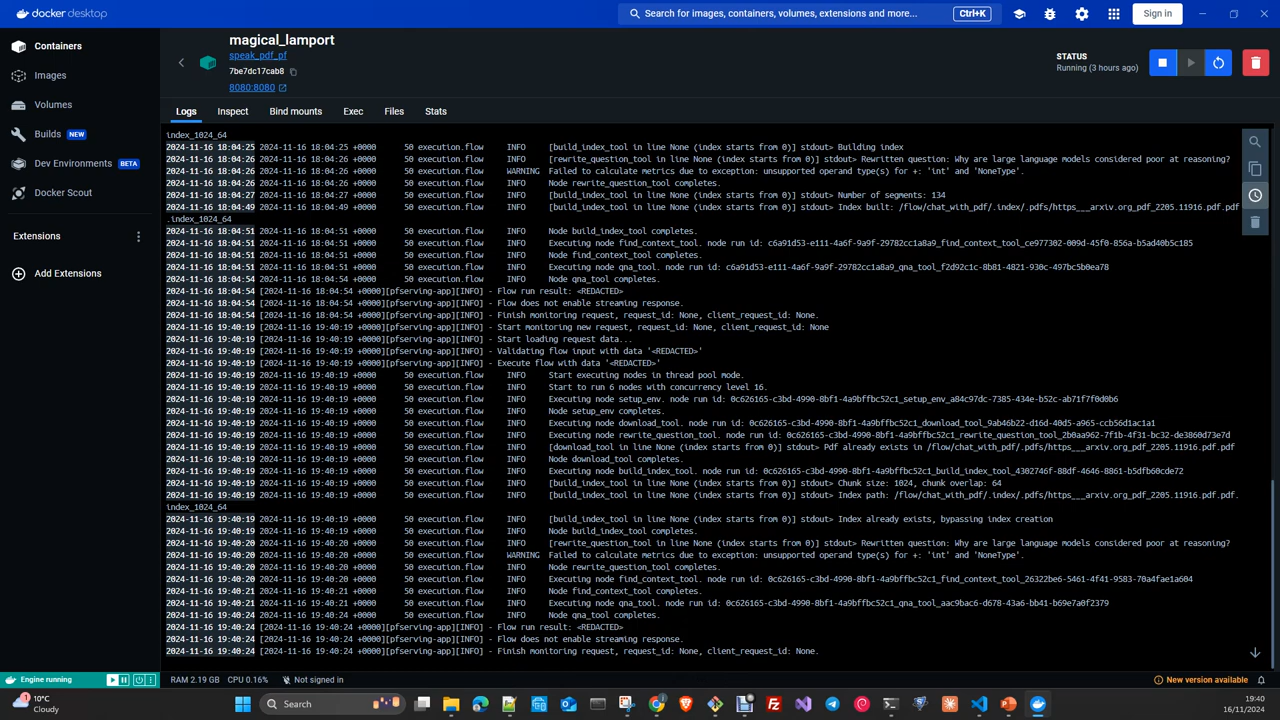 docker desktop
Search for images, containers, volumes, extensions and more...
Ctrl+K
Sign in
Containers
Images
Volumes
Builds NEW
Dev Environments BETA
Docker Scout
Extensions
Add Extensions
magical_lamport
speak_pdf_pf
7be7dc17cab8
8080:8080
STATUS
Running (3 hours ago)
Logs Inspect Bind mounts Exec Files Stats
index_1024_64
2024-11-16 18:04:25 2024-11-16 18:04:25 +0000 50 execution.flow INFO [build_index_tool in line None (index starts from 0)] stdout> Building index
2024-11-16 18:04:26 2024-11-16 18:04:26 +0000 50 execution.flow INFO [rewrite_question_tool in line None (index starts from 0)] stdout> Rewritten question: Why are large language models considered poor at reasoning?
2024-11-16 18:04:26 2024-11-16 18:04:26 +0000 50 execution.flow WARNING Failed to calculate metrics due to exception: unsupported operand type(s) for +: 'int' and 'NoneType'.
2024-11-16 18:04:26 2024-11-16 18:04:26 +0000 50 execution.flow INFO Node rewrite_question_tool completes.
2024-11-16 18:04:27 2024-11-16 18:04:27 +0000 50 execution.flow INFO [build_index_tool in line None (index starts from 0)] stdout> Number of segments: 134
2024-11-16 18:04:49 2024-11-16 18:04:49 +0000 50 execution.flow INFO [build_index_tool in line None (index starts from 0)] stdout> Index built: /flow/chat_with_pdf/.index/.pdfs/https___arxiv.org_pdf_2205.11916.pdf.pdf
.index_1024_64
2024-11-16 18:04:51 2024-11-16 18:04:51 +0000 50 execution.flow INFO Node build_index_tool completes.
2024-11-16 18:04:51 2024-11-16 18:04:51 +0000 50 execution.flow INFO Executing node find_context_tool. node run id: c6a91d53-e111-4a6f-9a9f-29782cc1a8a9_find_context_tool_ce977302-009d-45f0-856a-b5ad40b5c185
2024-11-16 18:04:51 2024-11-16 18:04:51 +0000 50 execution.flow INFO Node find_context_tool completes.
2024-11-16 18:04:51 2024-11-16 18:04:51 +0000 50 execution.flow INFO Executing node qna_tool. node run id: c6a91d53-e111-4a6f-9a9f-29782cc1a8a9_qna_tool_f2d92c1c-8b81-4821-930c-497bc5b0ea78
2024-11-16 18:04:54 2024-11-16 18:04:54 +0000 50 execution.flow INFO Node qna_tool completes.
2024-11-16 18:04:54 [2024-11-16 18:04:54 +0000][pfserving-app][INFO] - Flow run result: <REDACTED>
2024-11-16 18:04:54 [2024-11-16 18:04:54 +0000][pfserving-app][INFO] - Flow does not enable streaming response.
2024-11-16 18:04:54 [2024-11-16 18:04:54 +0000][pfserving-app][INFO] - Finish monitoring request, request_id: None, client_request_id: None.
2024-11-16 19:40:19 [2024-11-16 19:40:19 +0000][pfserving-app][INFO] - Start monitoring new request, request_id: None, client_request_id: None
2024-11-16 19:40:19 [2024-11-16 19:40:19 +0000][pfserving-app][INFO] - Start loading request data...
2024-11-16 19:40:19 [2024-11-16 19:40:19 +0000][pfserving-app][INFO] - Validating flow input with data '<REDACTED>'
2024-11-16 19:40:19 [2024-11-16 19:40:19 +0000][pfserving-app][INFO] - Execute flow with data '<REDACTED>'
2024-11-16 19:40:19 2024-11-16 19:40:19 +0000 50 execution.flow INFO Start executing nodes in thread pool mode.
2024-11-16 19:40:19 2024-11-16 19:40:19 +0000 50 execution.flow INFO Start to run 6 nodes with concurrency level 16.
2024-11-16 19:40:19 2024-11-16 19:40:19 +0000 50 execution.flow INFO Executing node setup_env. node run id: 0c626165-c3bd-4990-8bf1-4a9bffbc52c1_setup_env_a84c97dc-7385-434e-b52c-ab71f7f0d0b6
2024-11-16 19:40:19 2024-11-16 19:40:19 +0000 50 execution.flow INFO Node setup_env completes.
2024-11-16 19:40:19 2024-11-16 19:40:19 +0000 50 execution.flow INFO Executing node download_tool. node run id: 0c626165-c3bd-4990-8bf1-4a9bffbc52c1_download_tool_9ab46b22-d16d-40d5-a965-ccb56d1ac1a1
2024-11-16 19:40:19 2024-11-16 19:40:19 +0000 50 execution.flow INFO Executing node rewrite_question_tool. node run id: 0c626165-c3bd-4990-8bf1-4a9bffbc52c1_rewrite_question_tool_2b0aa962-7f1b-4f31-bc32-de3860d73e7d
2024-11-16 19:40:19 2024-11-16 19:40:19 +0000 50 execution.flow INFO [download_tool in line None (index starts from 0)] stdout> Pdf already exists in /flow/chat_with_pdf/.pdfs/https___arxiv.org_pdf_2205.11916.pdf.pdf
2024-11-16 19:40:19 2024-11-16 19:40:19 +0000 50 execution.flow INFO Node download_tool completes.
2024-11-16 19:40:19 2024-11-16 19:40:19 +0000 50 execution.flow INFO Executing node build_index_tool. node run id: 0c626165-c3bd-4990-8bf1-4a9bffbc52c1_build_index_tool_4302746f-88df-4646-8861-b5dfb60cde72
2024-11-16 19:40:19 2024-11-16 19:40:19 +0000 50 execution.flow INFO [build_index_tool in line None (index starts from 0)] stdout> Chunk size: 1024, chunk overlap: 64
2024-11-16 19:40:19 2024-11-16 19:40:19 +0000 50 execution.flow INFO [build_index_tool in line None (index starts from 0)] stdout> Index path: /flow/chat_with_pdf/.index/.pdfs/https___arxiv.org_pdf_2205.11916.pdf.pdf.
index_1024_64
2024-11-16 19:40:19 2024-11-16 19:40:19 +0000 50 execution.flow INFO [build_index_tool in line None (index starts from 0)] stdout> Index already exists, bypassing index creation
2024-11-16 19:40:19 2024-11-16 19:40:19 +0000 50 execution.flow INFO Node build_index_tool completes.
2024-11-16 19:40:20 2024-11-16 19:40:20 +0000 50 execution.flow INFO [rewrite_question_tool in line None (index starts from 0)] stdout> Rewritten question: Why are large language models considered poor at reasoning?
2024-11-16 19:40:20 2024-11-16 19:40:20 +0000 50 execution.flow WARNING Failed to calculate metrics due to exception: unsupported operand type(s) for +: 'int' and 'NoneType'.
2024-11-16 19:40:20 2024-11-16 19:40:20 +0000 50 execution.flow INFO Node rewrite_question_tool completes.
2024-11-16 19:40:20 2024-11-16 19:40:20 +0000 50 execution.flow INFO Executing node find_context_tool. node run id: 0c626165-c3bd-4990-8bf1-4a9bffbc52c1_find_context_tool_26322be6-5461-4f41-9583-70a4fae1a604
2024-11-16 19:40:21 2024-11-16 19:40:21 +0000 50 execution.flow INFO Node find_context_tool completes.
2024-11-16 19:40:21 2024-11-16 19:40:21 +0000 50 execution.flow INFO Executing node qna_tool. node run id: 0c626165-c3bd-4990-8bf1-4a9bffbc52c1_qna_tool_aac9bac6-d678-43a6-bb41-b69e7a0f2379
2024-11-16 19:40:24 2024-11-16 19:40:24 +0000 50 execution.flow INFO Node qna_tool completes.
2024-11-16 19:40:24 [2024-11-16 19:40:24 +0000][pfserving-app][INFO] - Flow run result: <REDACTED>
2024-11-16 19:40:24 [2024-11-16 19:40:24 +0000][pfserving-app][INFO] - Flow does not enable streaming response.
2024-11-16 19:40:24 [2024-11-16 19:40:24 +0000][pfserving-app][INFO] - Finish monitoring request, request_id: None, client_request_id: None.
Engine running
RAM 2.19 GB CPU 0.16% Not signed in
New version available
1
10°C
Cloudy
Search
19:40
16/11/2024